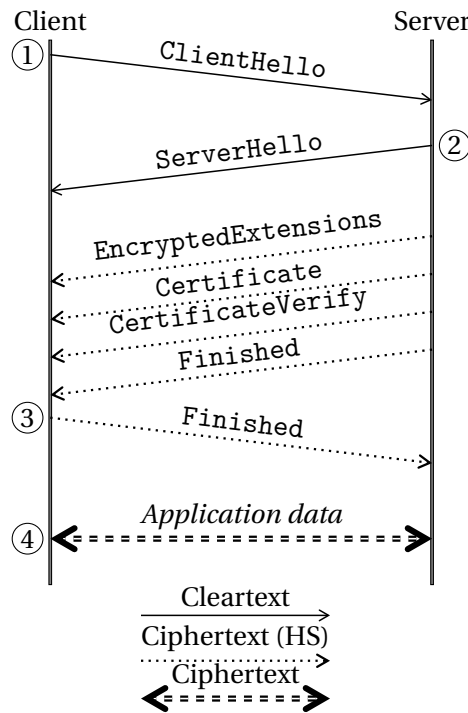 Client Server
① ClientHello
ServerHello ②
EncryptedExtensions
Certificate
CertificateVerify
Finished
③ Finished
Application data
④
Cleartext
Ciphertext (HS)
Ciphertext